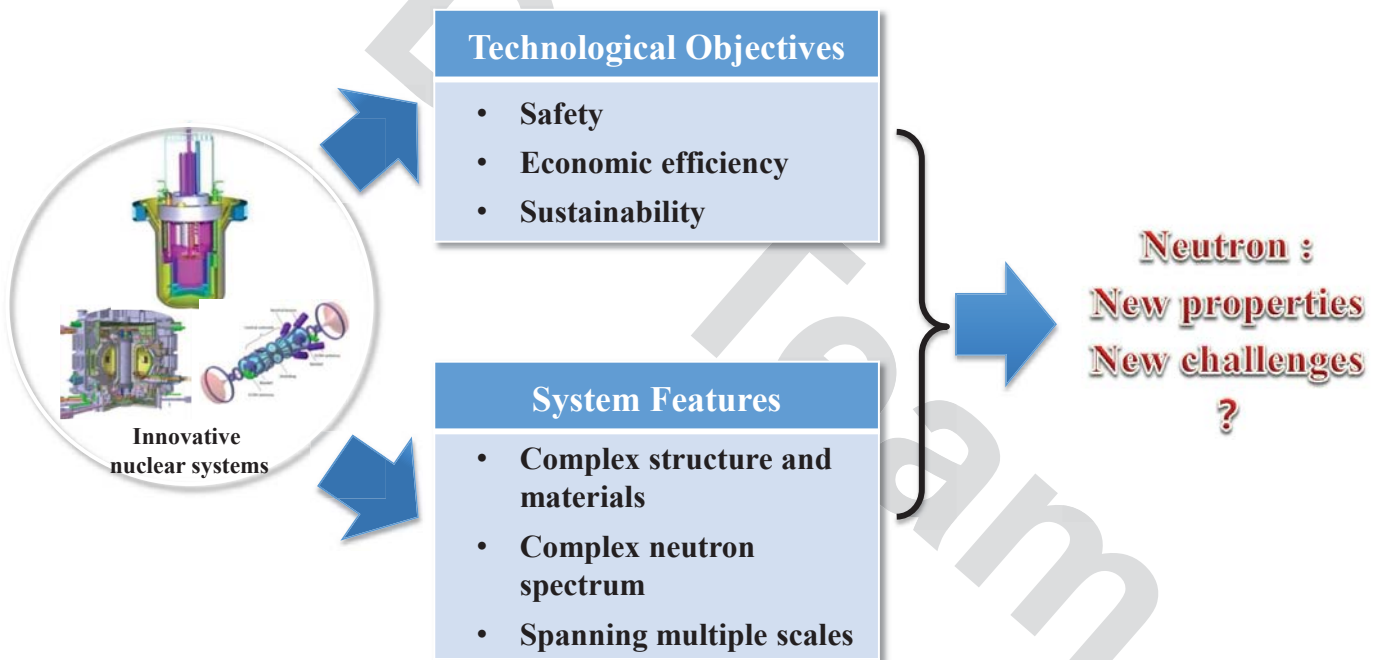 Technological Objectives
• Safety
• Economic efficiency
• Sustainability
Innovative
nuclear systems
System Features
• Complex structure and
materials
• Complex neutron
spectrum
• Spanning multiple scales
Neutron :
New properties
New challenges
?
Team